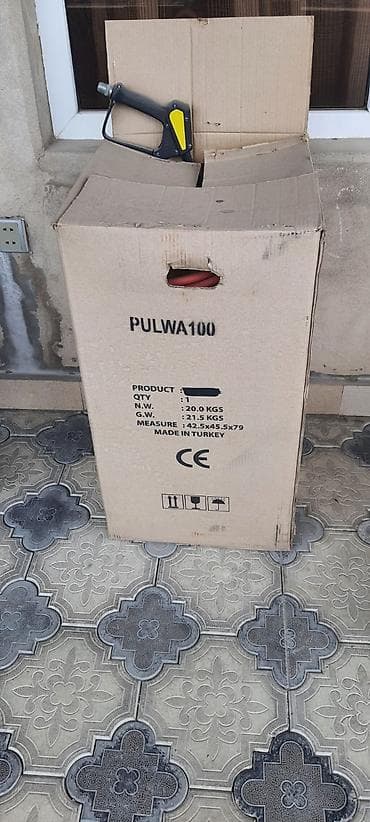 PULWA100
PRODUCT :
QTY : 1
N.W. : 20.0 KGS
G.W. : 21.5 KGS
MEASURE : 42.5x45.5x79
MADE IN TURKEY
CE